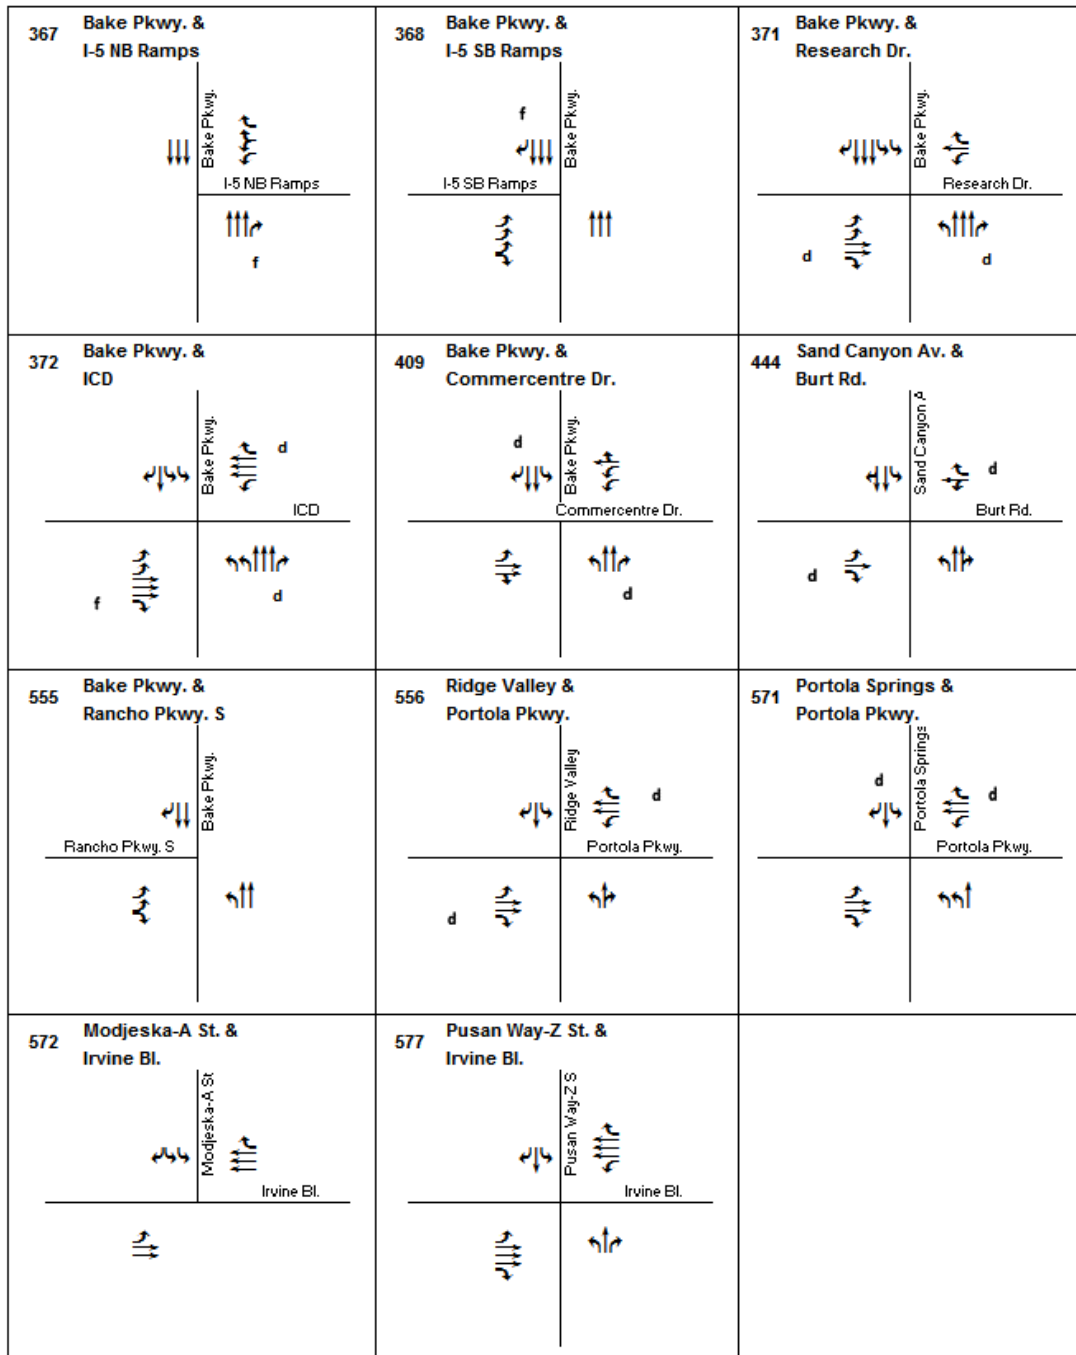 367 Bake Pkwy. &
I-5 NB Ramps
Bake Pkwy.
I-5 NB Ramps
f
368 Bake Pkwy. &
I-5 SB Ramps
f
Bake Pkwy.
I-5 SB Ramps
371 Bake Pkwy. &
Research Dr.
Bake Pkwy.
Research Dr.
d
d
372 Bake Pkwy. &
ICD
Bake Pkwy.
d
ICD
f
d
409 Bake Pkwy. &
Commercentre Dr.
d
Bake Pkwy.
Commercentre Dr.
d
444 Sand Canyon Av. &
Burt Rd.
Sand Canyon A
d
Burt Rd.
d
555 Bake Pkwy. &
Rancho Pkwy. S
Bake Pkwy.
Rancho Pkwy. S
556 Ridge Valley &
Portola Pkwy.
Ridge Valley
d
Portola Pkwy.
d
571 Portola Springs &
Portola Pkwy.
d
Portola Springs
d
Portola Pkwy.
572 Modjeska-A St. &
Irvine Bl.
Modjeska-A St
Irvine Bl.
577 Pusan Way-Z St. &
Irvine Bl.
Pusan Way-Z S
Irvine Bl.